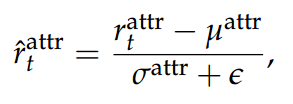 r̂_t^attr = (r_t^attr − μ^attr) / (σ^attr + ϵ),